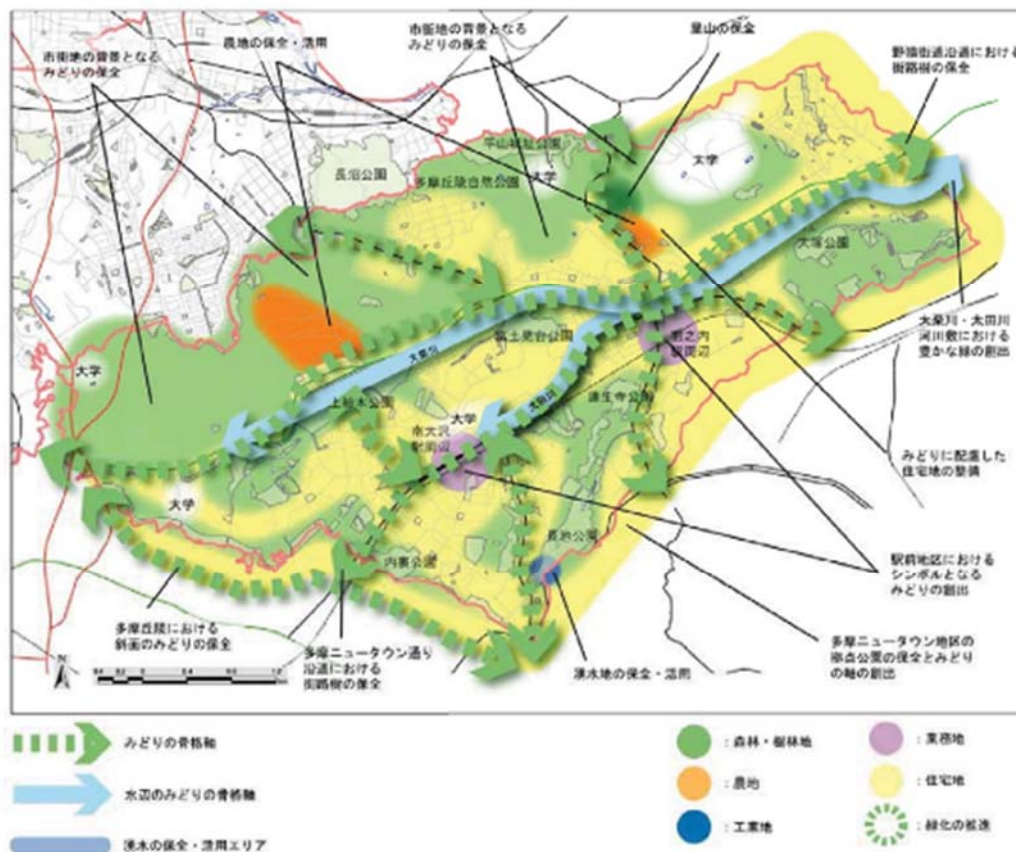 市街地の背景となる
みどりの保全
農地の保全・活用
市街地の背景となる
みどりの保全
里山の保全
野猿街道沿道における
街路樹の保全
平山城址公園
長沼公園
多摩丘陵自然公園
大学
大学
大塚公園
大栗川・太田川
河川敷における
豊かな緑の創出
富士見台公園
堀之内
駅周辺
大栗川
大学
上柚木公園
大学
太田川
蓮生寺公園
南大沢
駅周辺
みどりに配慮した
住宅地の整備
大学
長池公園
内裏公園
駅前地区における
シンボルとなる
みどりの創出
多摩丘陵における
斜面のみどりの保全
多摩ニュータウン通り
沿道における
街路樹の保全
湧水地の保全・活用
多摩ニュータウン地区の
拠点公園の保全とみどり
の軸の創出
N
みどりの骨格軸
水辺のみどりの骨格軸
湧水の保全・活用エリア
:森林・樹林地
:農地
:工業地
:業務地
:住宅地
:緑化の推進